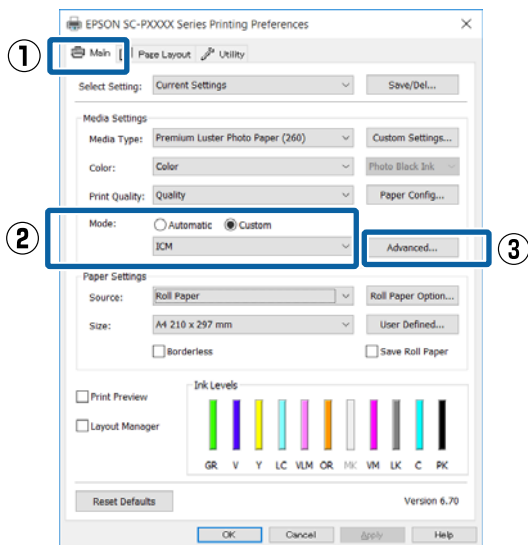 EPSON SC-PXXXX Series Printing Preferences
① Main Page Layout Utility
Select Setting: Current Settings Save/Del...
Media Settings
Media Type: Premium Luster Photo Paper (260) Custom Settings...
Color: Color Photo Black Ink
Print Quality: Quality Paper Config...
② Mode: Automatic Custom
ICM Advanced... ③
Paper Settings
Source: Roll Paper Roll Paper Option...
Size: A4 210 x 297 mm User Defined...
Borderless Save Roll Paper
Ink Levels
Print Preview
Layout Manager
GR V Y LC VLM OR MK VM LK C PK
Reset Defaults Version 6.70
OK Cancel Apply Help